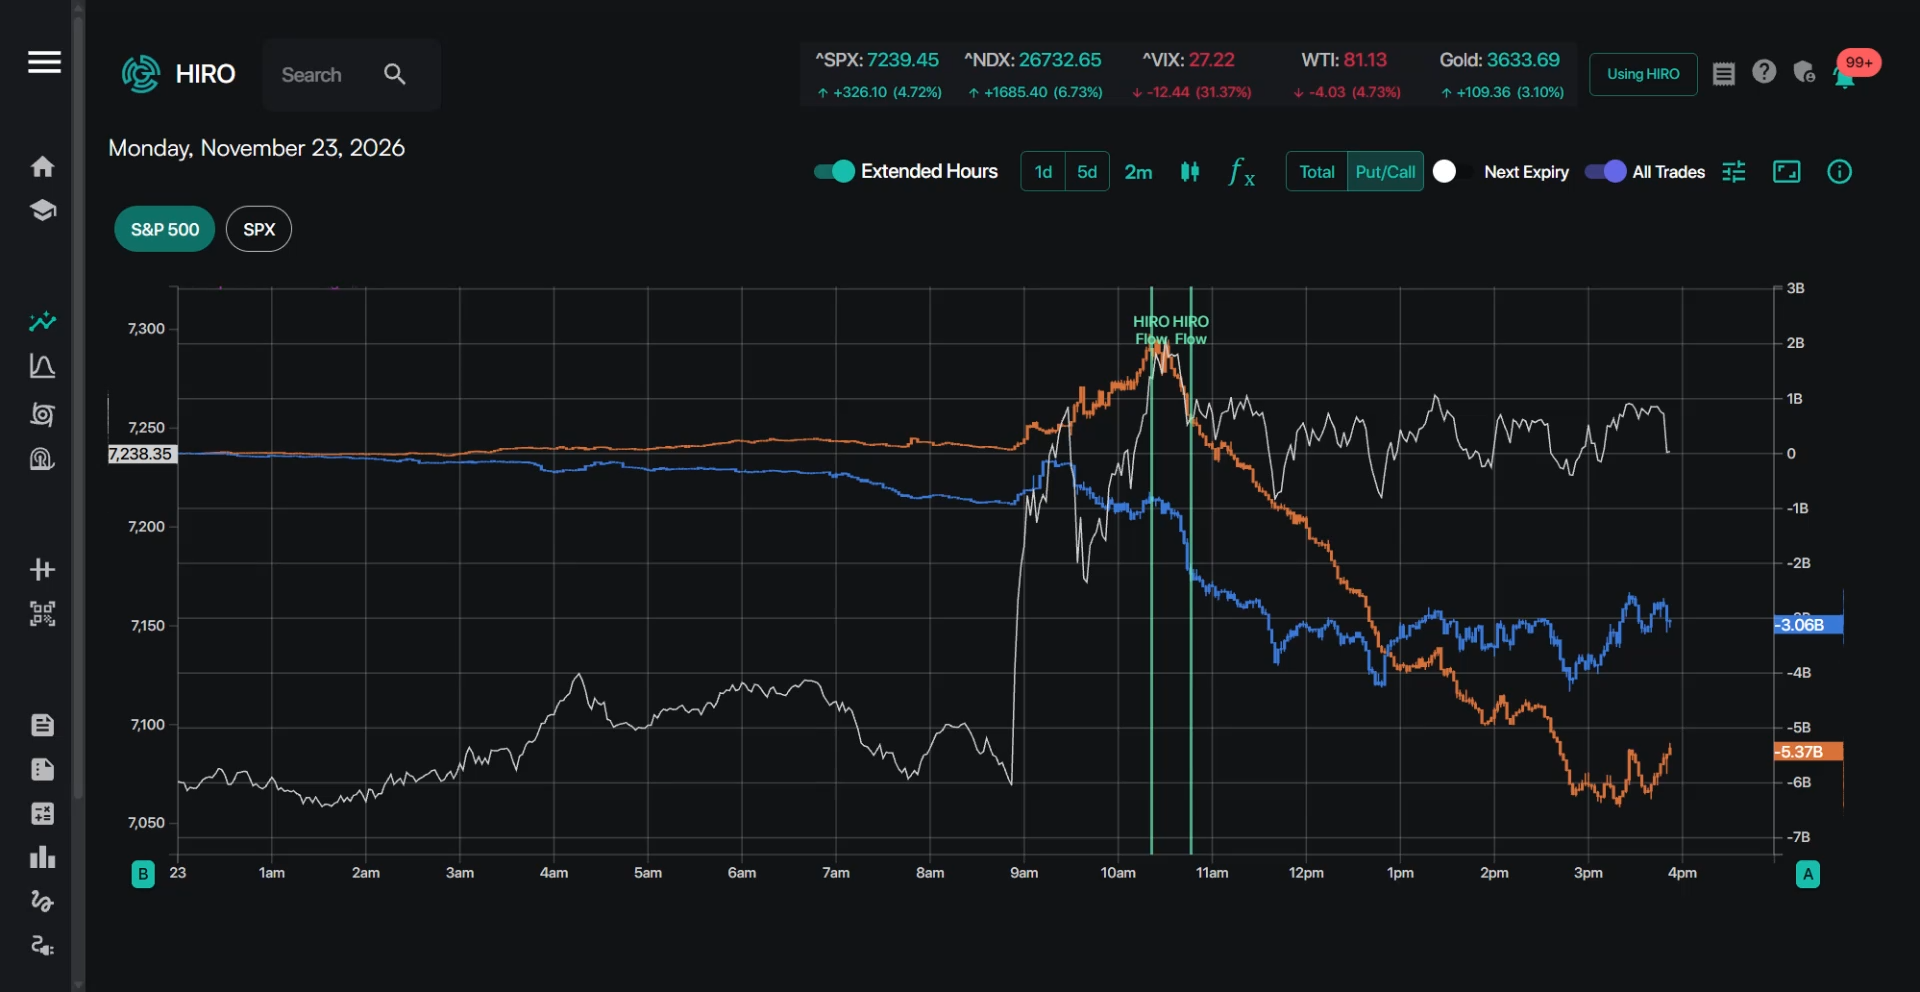 HIRO
Search
^SPX: 7239.45
↑ +326.10 (4.72%)
^NDX: 26732.65
↑ +1685.40 (6.73%)
^VIX: 27.22
↓ -12.44 (31.37%)
WTI: 81.13
↓ -4.03 (4.73%)
Gold: 3633.69
↑ +109.36 (3.10%)
Using HIRO
99+
Monday, November 23, 2026
Extended Hours
1d
5d
2m
fx
Total
Put/Call
Next Expiry
All Trades
S&P 500
SPX
HIRO
Flow
HIRO
Flow
7,300
7,250
7,238.35
7,200
7,150
7,100
7,050
3B
2B
1B
0
-1B
-2B
-3.06B
-4B
-5B
-5.37B
-6B
-7B
B
23
1am
2am
3am
4am
5am
6am
7am
8am
9am
10am
11am
12pm
1pm
2pm
3pm
4pm
A